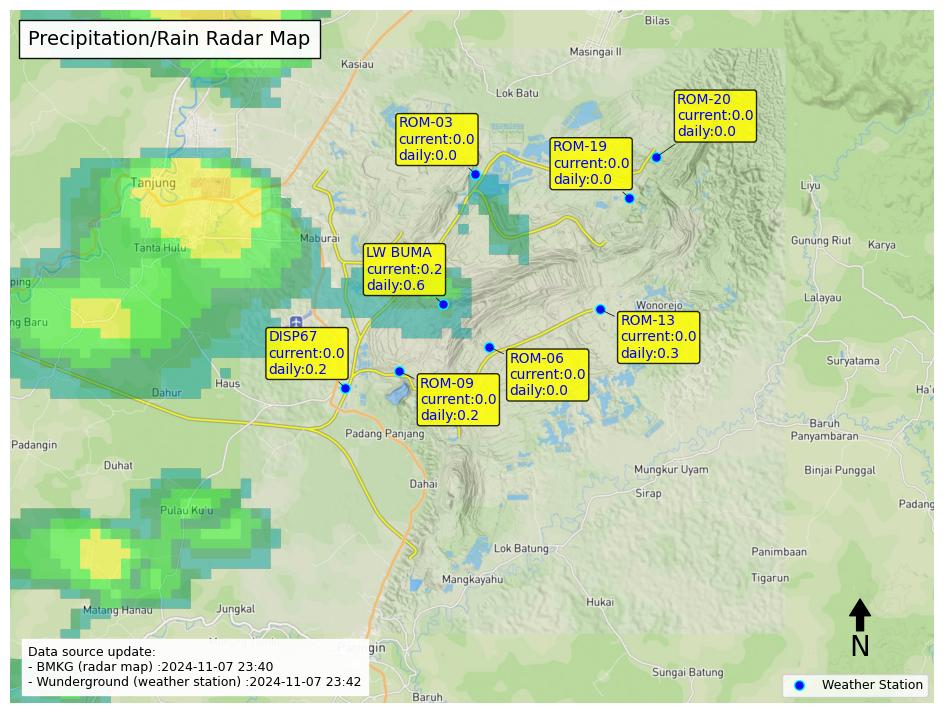 Precipitation/Rain Radar Map
Bilas
Masingai II
Kasiau
Lok Batu
ROM-20
current:0.0
daily:0.0
ROM-03
current:0.0
daily:0.0
ROM-19
current:0.0
daily:0.0
Tanjung
Liyu
Maburai
Tanta Hulu
Gunung Riut
Karya
LW BUMA
current:0.2
daily:0.6
ping
Lalayau
Wonorejo
ng Baru
ROM-13
current:0.0
daily:0.3
DISP67
current:0.0
daily:0.2
ROM-06
current:0.0
daily:0.0
Suryatama
Haus
ROM-09
current:0.0
daily:0.2
Dahur
Ha'o
Baruh
Panyambaran
Padang Panjang
Padangin
Duhat
Mungkur Uyam
Binjai Punggal
Dahai
Sirap
Padang
Pulau Ku'u
Lok Batung
Panimbaan
Mangkayahu
Tigarun
Matang Hanau
Jungkal
Hukai
Paringin
N
Data source update:
- BMKG (radar map) :2024-11-07 23:40
- Wunderground (weather station) :2024-11-07 23:42
Sungai Batung
Weather Station
Baruh